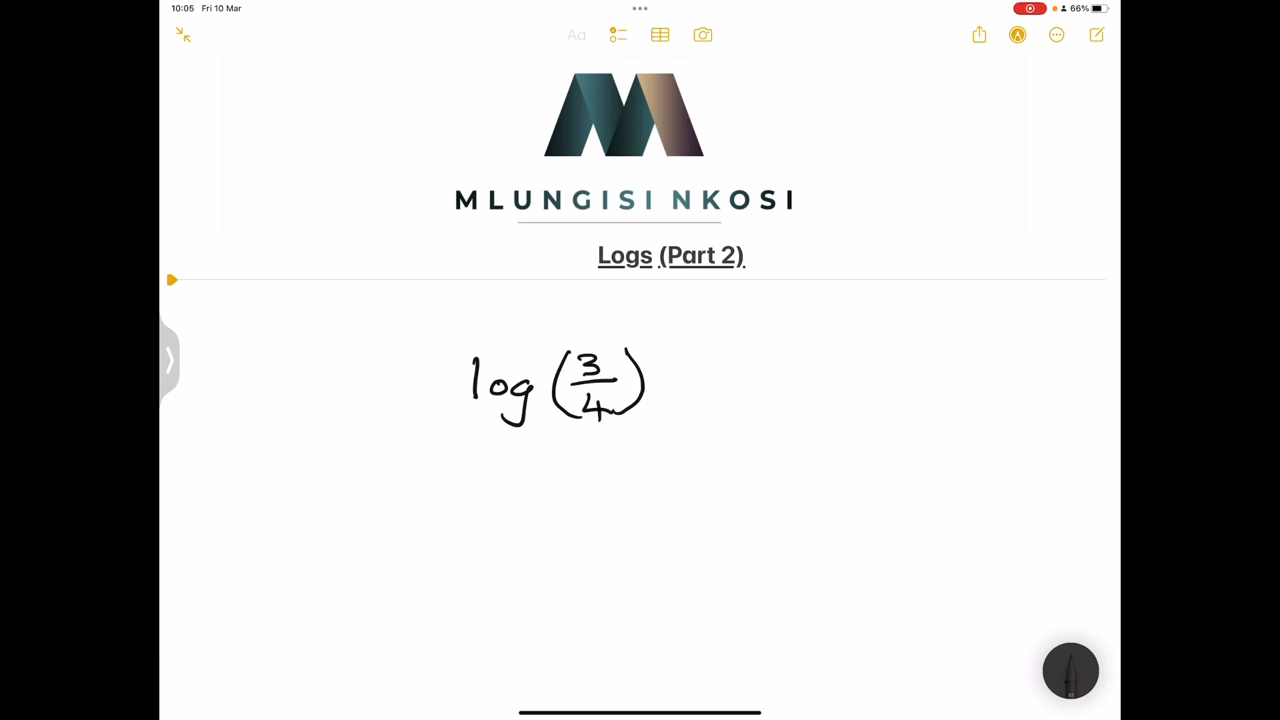 10:05 Fri 10 Mar
66%
Aa
MLUNGISI NKOSI
Logs (Part 2)
log (3/4)